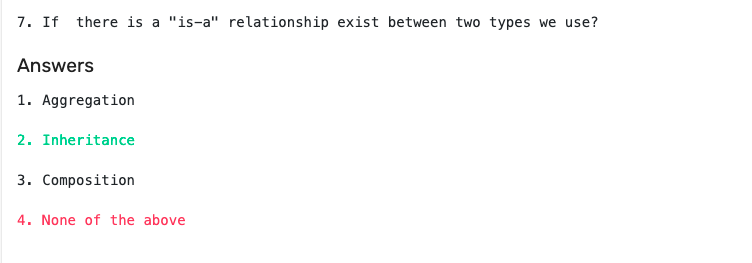 7. If  there is a "is-a" relationship exist between two types we use?
Answers
1. Aggregation
2. Inheritance
3. Composition
4. None of the above